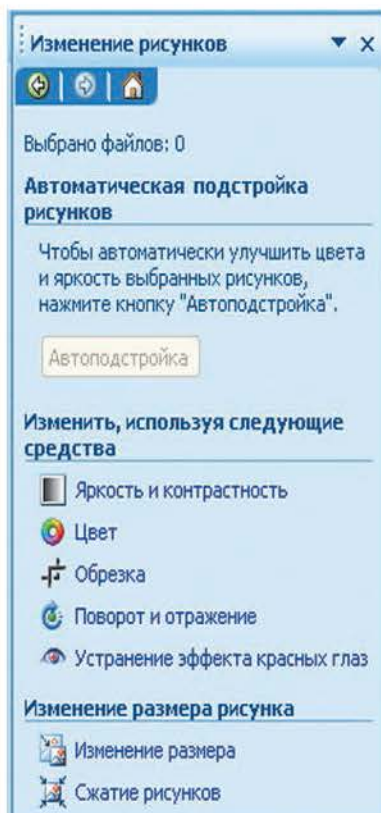 Изменение рисунков
Выбрано файлов: 0
Автоматическая подстройка
рисунков
Чтобы автоматически улучшить цвета
и яркость выбранных рисунков,
нажмите кнопку "Автоподстройка".
Автоподстройка
Изменить, используя следующие
средства
Яркость и контрастность
Цвет
Обрезка
Поворот и отражение
Устранение эффекта красных глаз
Изменение размера рисунка
Изменение размера
Сжатие рисунков